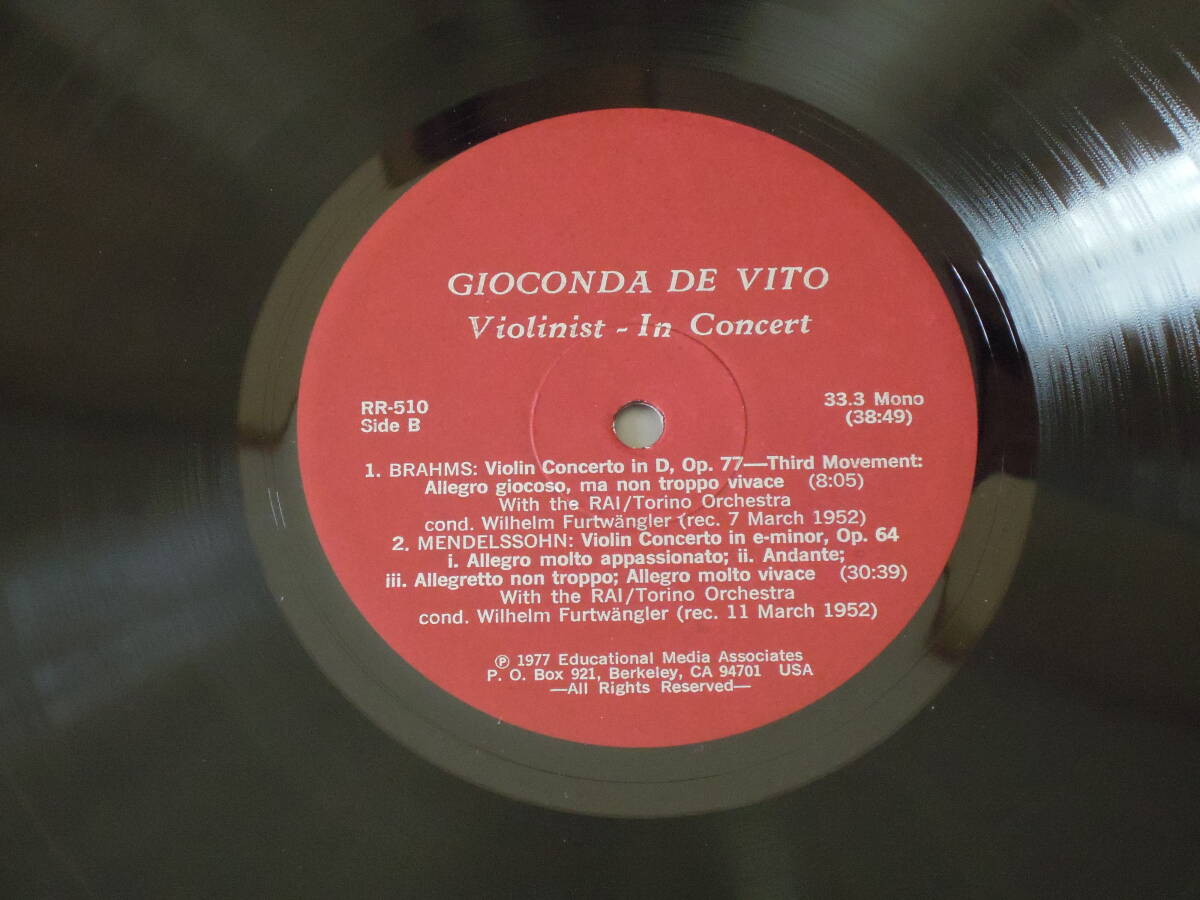 GIOCONDA DE VITO
Violinist - In Concert
RR-510
Side B
33.3 Mono
(38:49)
1. BRAHMS: Violin Concerto in D, Op. 77—Third Movement:
Allegro giocoso, ma non troppo vivace (8:05)
With the RAI/Torino Orchestra
cond. Wilhelm Furtwängler (rec. 7 March 1952)
2. MENDELSSOHN: Violin Concerto in e-minor, Op. 64
i. Allegro molto appassionato; ii. Andante;
iii. Allegretto non troppo; Allegro molto vivace (30:39)
With the RAI/Torino Orchestra
cond. Wilhelm Furtwängler (rec. 11 March 1952)
℗ 1977 Educational Media Associates
P. O. Box 921, Berkeley, CA 94701 USA
—All Rights Reserved—